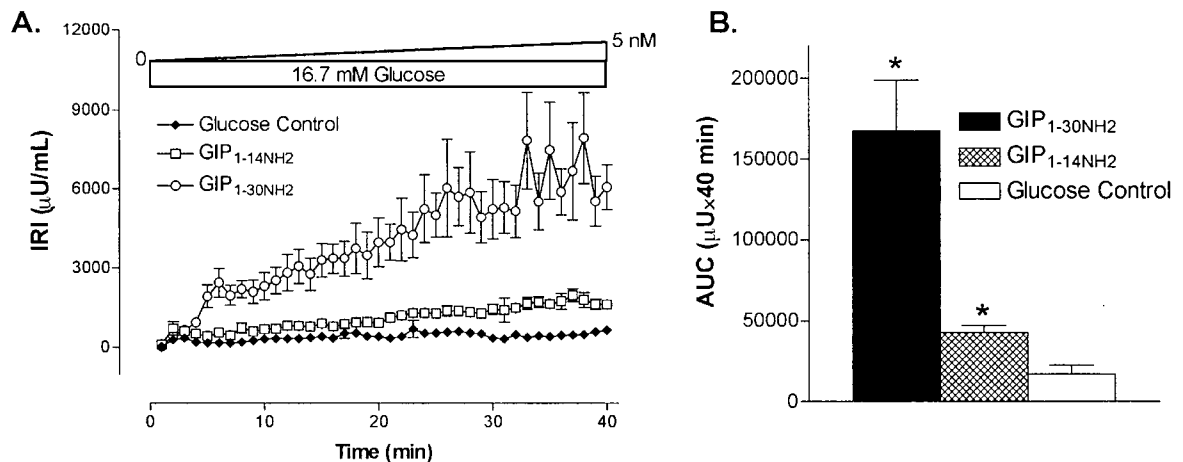 A.
12000
9000
6000
3000
0
IRI (μU/mL)
0
5 nM
16.7 mM Glucose
Glucose Control
GIP1-14NH2
GIP1-30NH2
0
10
20
30
40
Time (min)
B.
200000
150000
100000
50000
0
AUC (μU×40 min)
*
*
GIP1-30NH2
GIP1-14NH2
Glucose Control